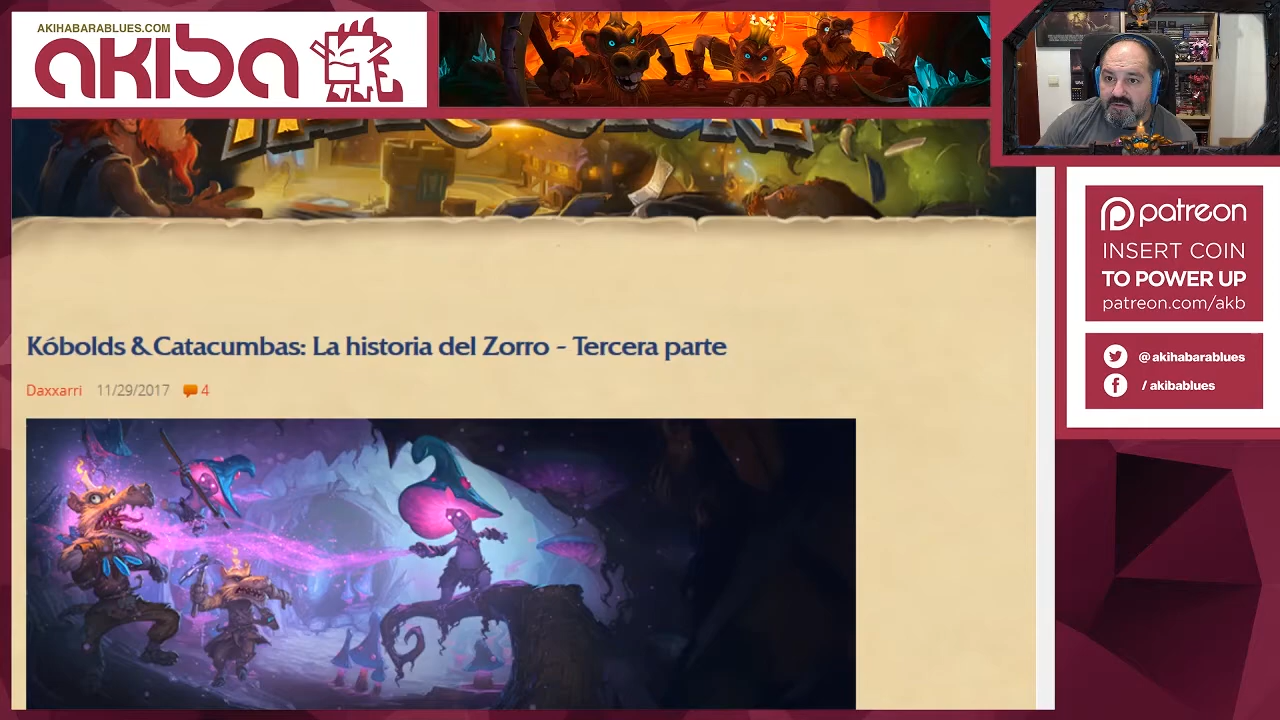 AKIHABARABLUES.COM
akiba
Kóbolds & Catacumbas: La historia del Zorro - Tercera parte
Daxxarri 11/29/2017 4
patreon
INSERT COIN
TO POWER UP
patreon.com/akb
@akihabarablues
/ akibablues